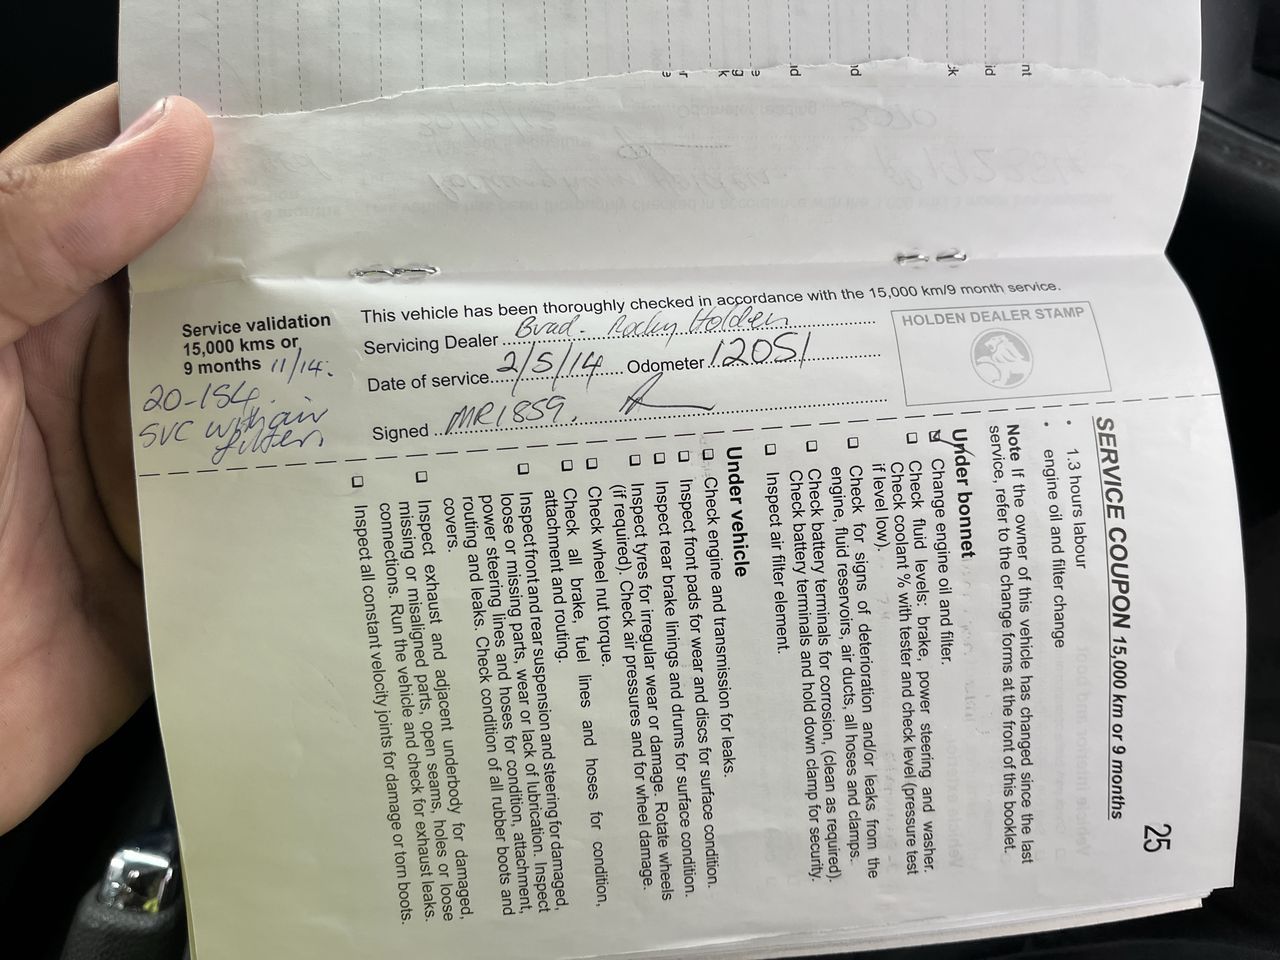 Service validation
15,000 kms or
9 months 11/14.
20-154.
SVC with air
filter
This vehicle has been thoroughly checked in accordance with the 15,000 km/9 month service.
Servicing Dealer Brad. Rocky Holden
Date of service 2/5/14 Odometer 12051
Signed MR1859.
HOLDEN DEALER STAMP
25
SERVICE COUPON 15,000 km or 9 months
• 1.3 hours labour
• engine oil and filter change
Note If the owner of this vehicle has changed since the last
service, refer to the change forms at the front of this booklet.
Under bonnet
Change engine oil and filter.
Check fluid levels: brake, power steering and washer.
Check coolant % with tester and check level (pressure test
if level low).
Check for signs of deterioration and/or leaks from the
engine, fluid reservoirs, air ducts, all hoses and clamps.
Check battery terminals for corrosion, (clean as required).
Check battery terminals and hold down clamp for security.
Inspect air filter element.
Under vehicle
Check engine and transmission for leaks.
Inspect front pads for wear and discs for surface condition.
Inspect rear brake linings and drums for surface condition.
Inspect tyres for irregular wear or damage. Rotate wheels
(if required). Check air pressures and for wheel damage.
Check wheel nut torque.
Check all brake, fuel lines and hoses for condition,
attachment and routing.
Inspect front and rear suspension and steering for damaged,
loose or missing parts, wear or lack of lubrication. Inspect
power steering lines and hoses for condition, attachment,
routing and leaks. Check condition of all rubber boots and
covers.
Inspect exhaust and adjacent underbody for damaged,
missing or misaligned parts, open seams, holes or loose
connections. Run the vehicle and check for exhaust leaks.
Inspect all constant velocity joints for damage or torn boots.